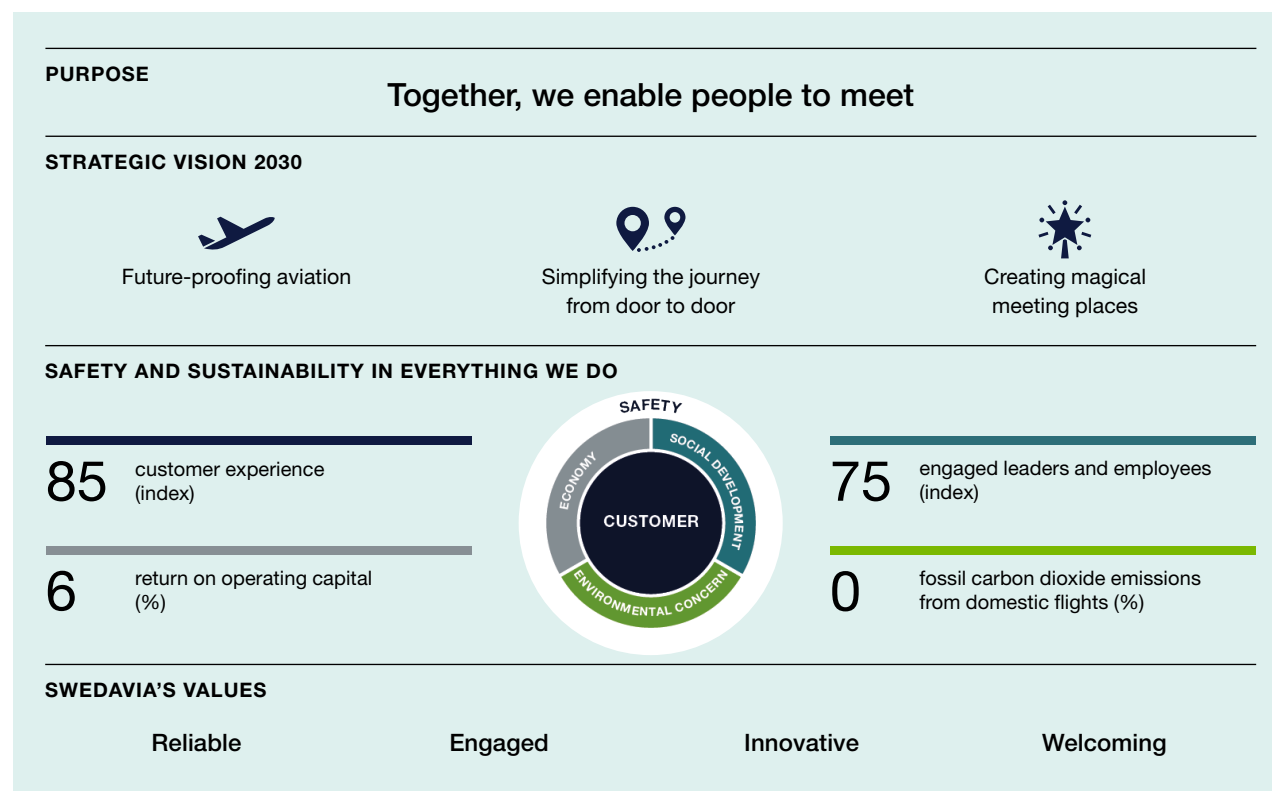 PURPOSE
Together, we enable people to meet
STRATEGIC VISION 2030
Future-proofing aviation
Simplifying the journey
from door to door
Creating magical
meeting places
SAFETY AND SUSTAINABILITY IN EVERYTHING WE DO
85
customer experience
(index)
6
return on operating capital
(%)
SAFETY
ECONOMY
SOCIAL DEVELOPMENT
CUSTOMER
ENVIRONMENTAL CONCERN
75
engaged leaders and employees
(index)
0
fossil carbon dioxide emissions
from domestic flights (%)
SWEDAVIA’S VALUES
Reliable
Engaged
Innovative
Welcoming